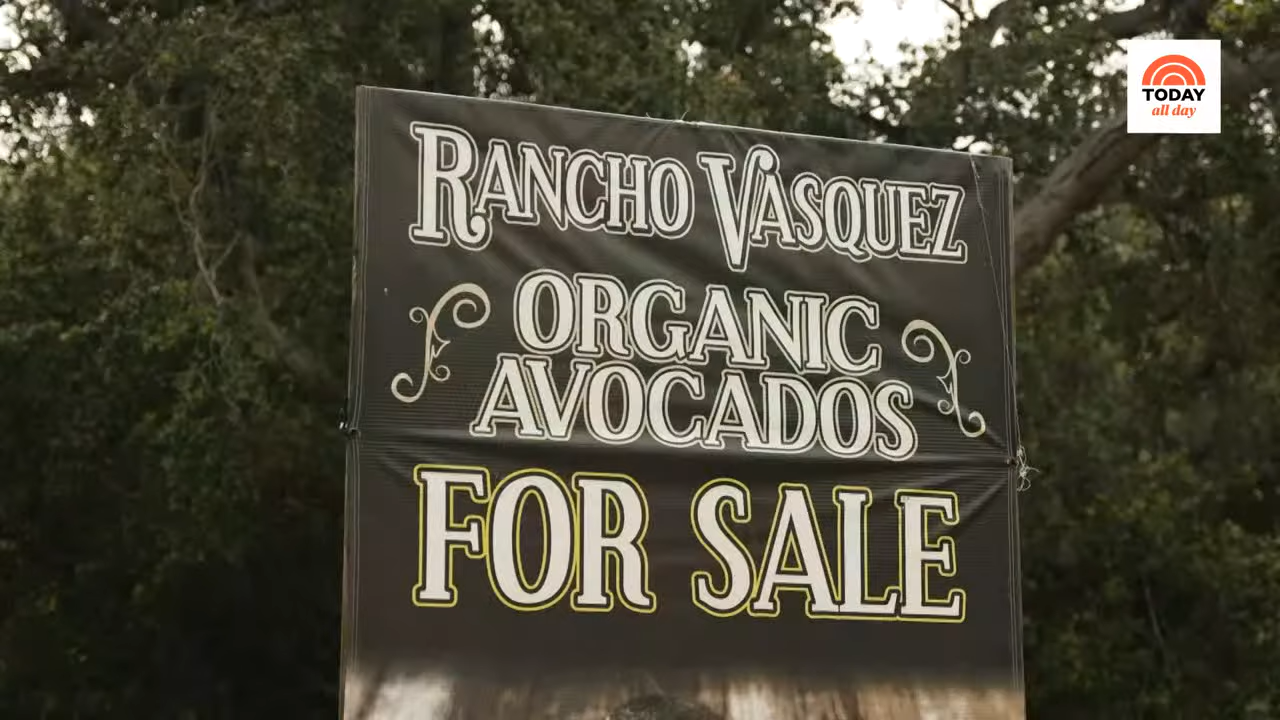 RANCHO VASQUEZ
ORGANIC
AVOCADOS
FOR SALE
TODAY
all day